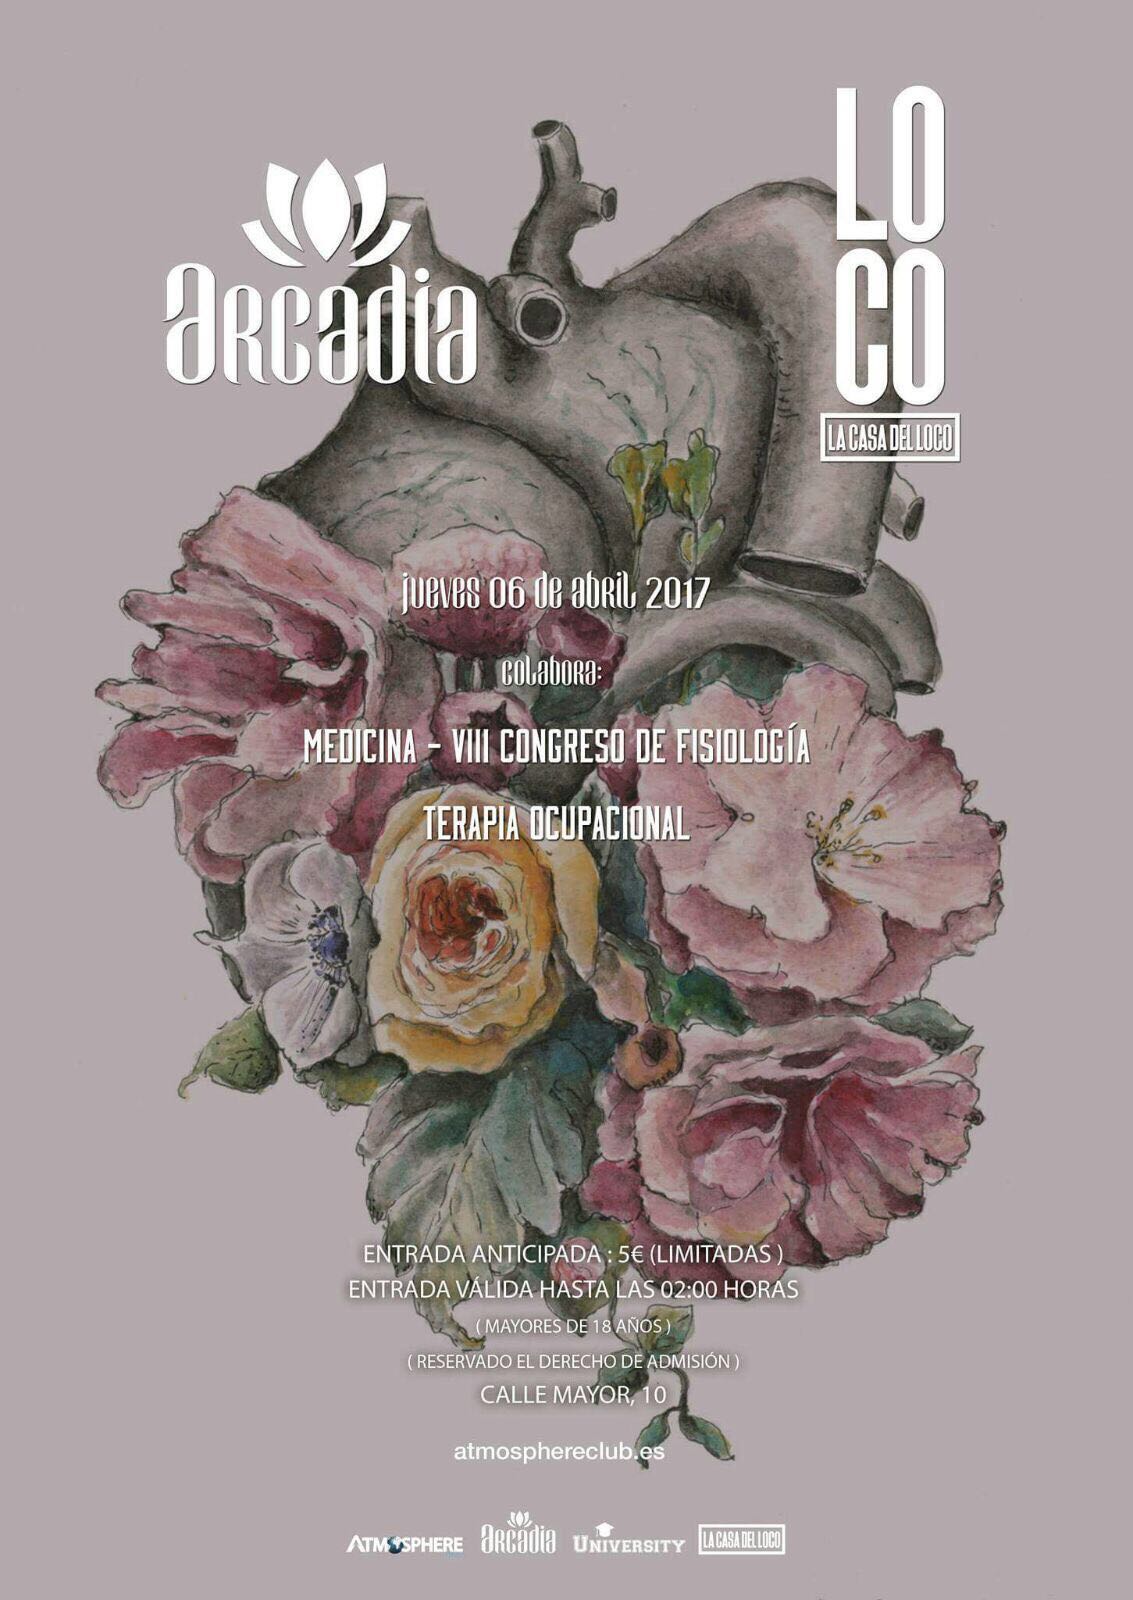 arcadia
LO
CO
LA CASA DEL LOCO
jueves 06 de abril 2017
colabora:
MEDICINA - VIII CONGRESO DE FISIOLOGÍA
TERAPIA OCUPACIONAL
ENTRADA ANTICIPADA : 5€ (LIMITADAS )
ENTRADA VÁLIDA HASTA LAS 02:00 HORAS
( MAYORES DE 18 AÑOS )
( RESERVADO EL DERECHO DE ADMISIÓN )
CALLE MAYOR, 10
atmosphereclub.es
ATMOSPHERE arcadia UNIVERSITY LA CASA DEL LOCO